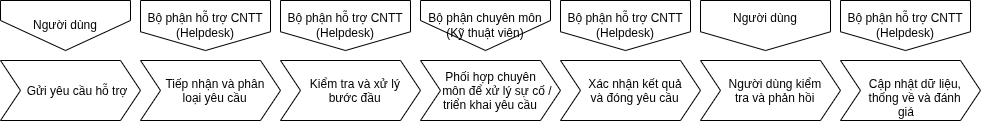 Người dùng
Bộ phận hỗ trợ CNTT
(Helpdesk)
Bộ phận hỗ trợ CNTT
(Helpdesk)
Bộ phận chuyên môn
(Kỹ thuật viên)
Bộ phận hỗ trợ CNTT
(Helpdesk)
Người dùng
Bộ phận hỗ trợ CNTT
(Helpdesk)
Gửi yêu cầu hỗ trợ
Tiếp nhận và phân
loại yêu cầu
Kiểm tra và xử lý
bước đầu
Phối hợp chuyên
môn để xử lý sự cố /
triển khai yêu cầu
Xác nhận kết quả
và đóng yêu cầu
Người dùng kiểm
tra và phản hồi
Cập nhật dữ liệu,
thống kê và đánh
giá